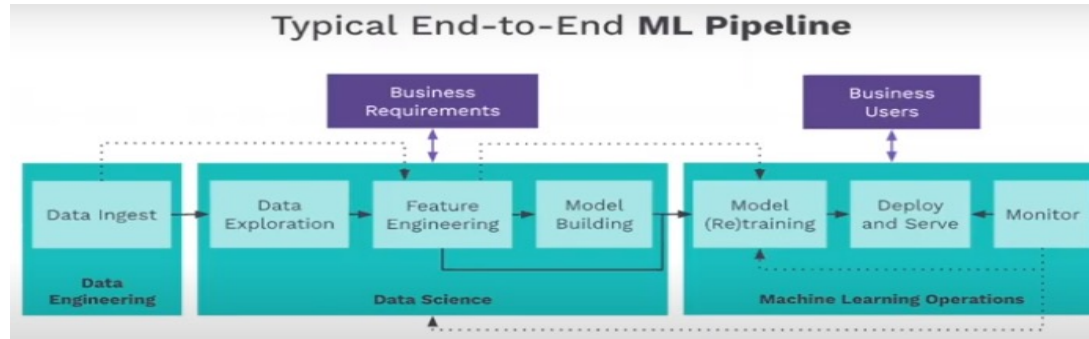 Typical End-to-End ML Pipeline
Business
Requirements
Business
Users
Data Ingest
Data
Exploration
Feature
Engineering
Model
Building
Model
(Re)training
Deploy
and Serve
Monitor
Data
Engineering
Data Science
Machine Learning Operations